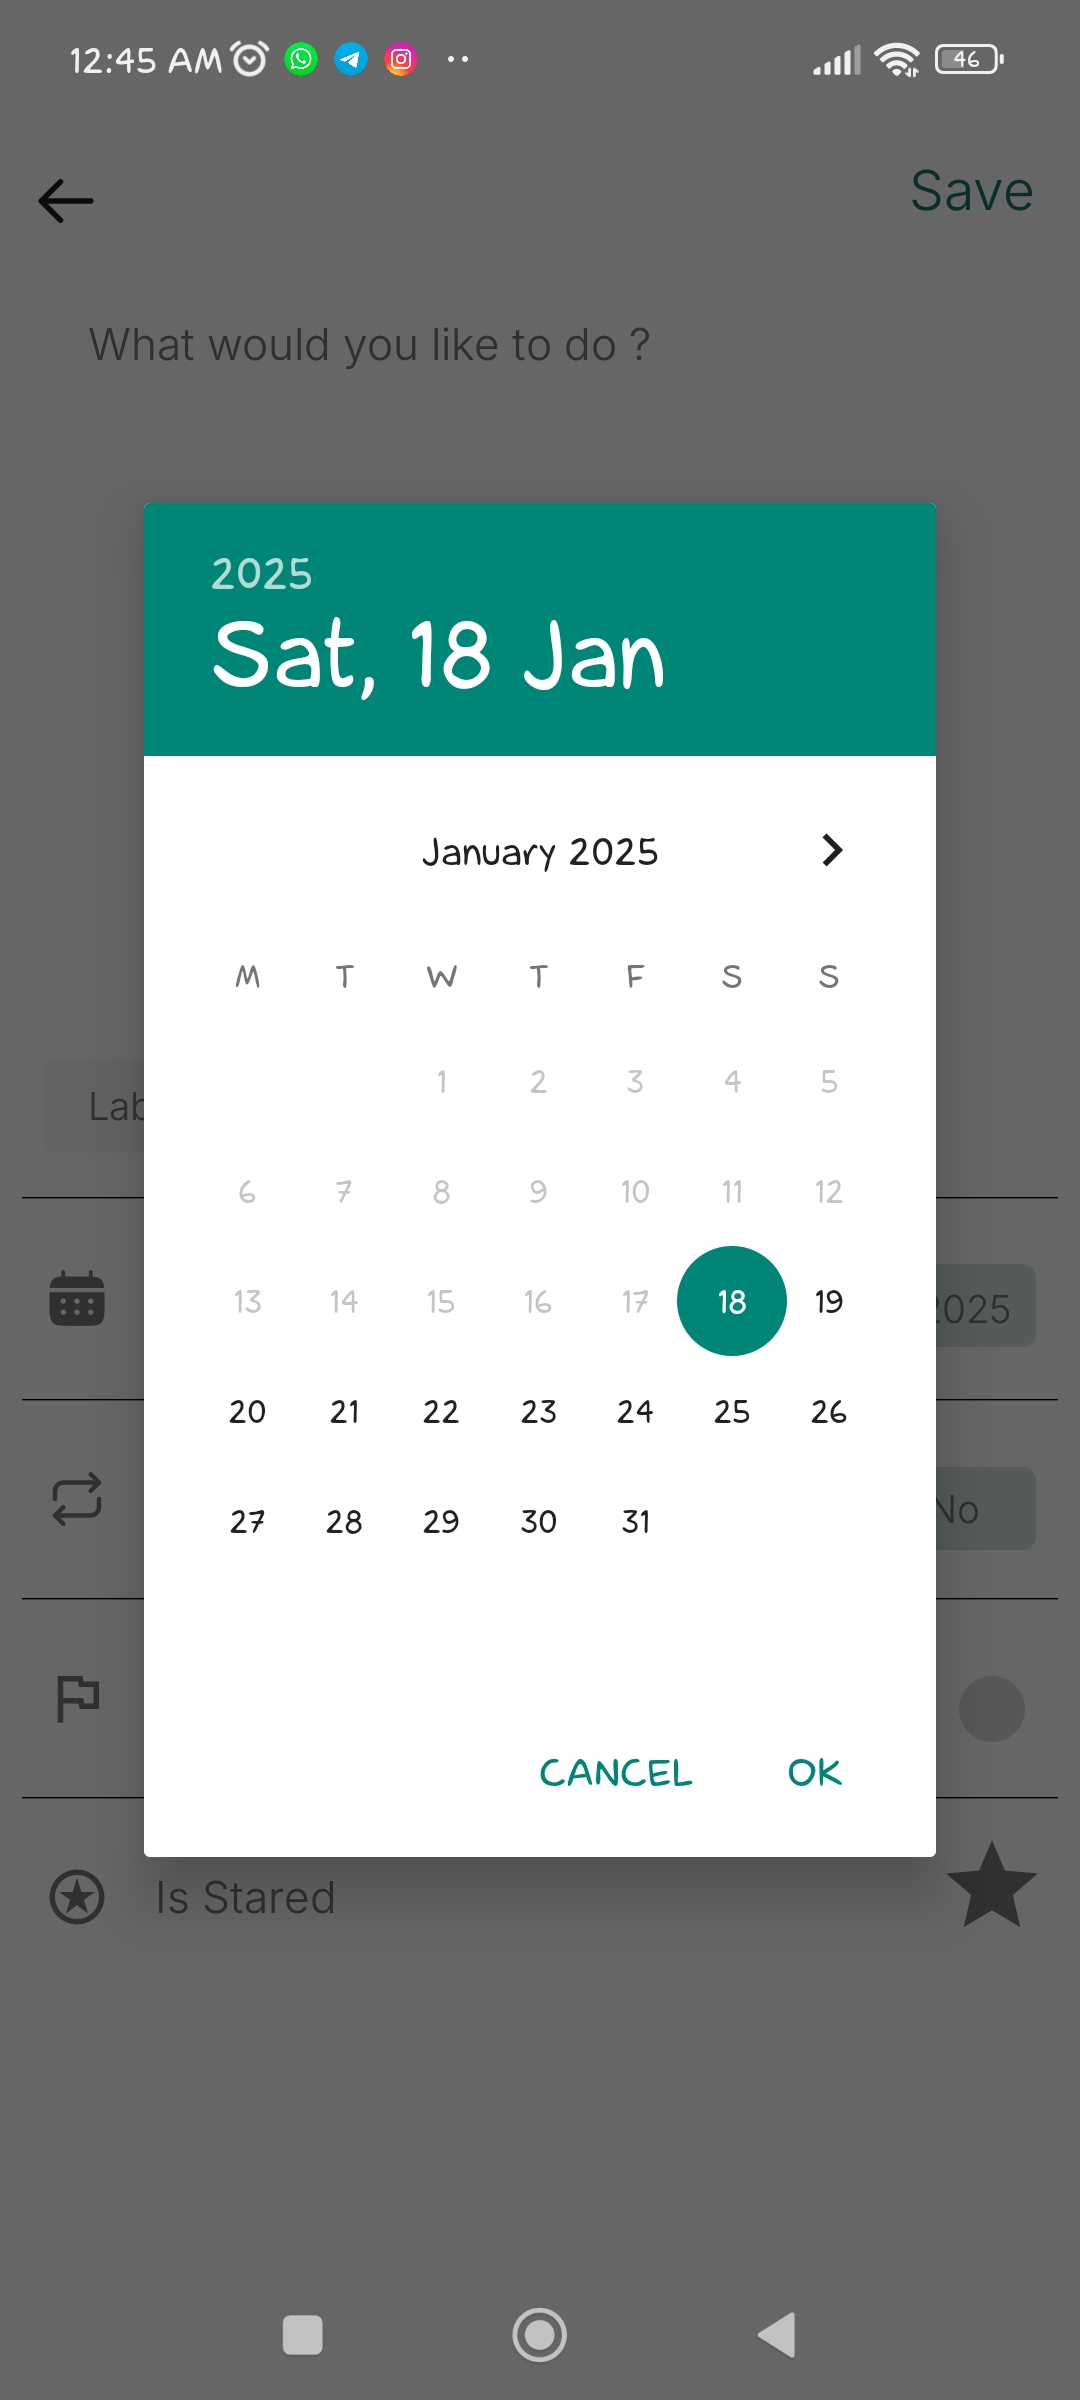 12:45 AM
46
Save
What would you like to do ?
2025
Sat, 18 Jan
January 2025
M T W T F S S
1 2 3 4 5
6 7 8 9 10 11 12
13 14 15 16 17 18 19
20 21 22 23 24 25 26
27 28 29 30 31
Lab
2025
No
CANCEL OK
Is Stared